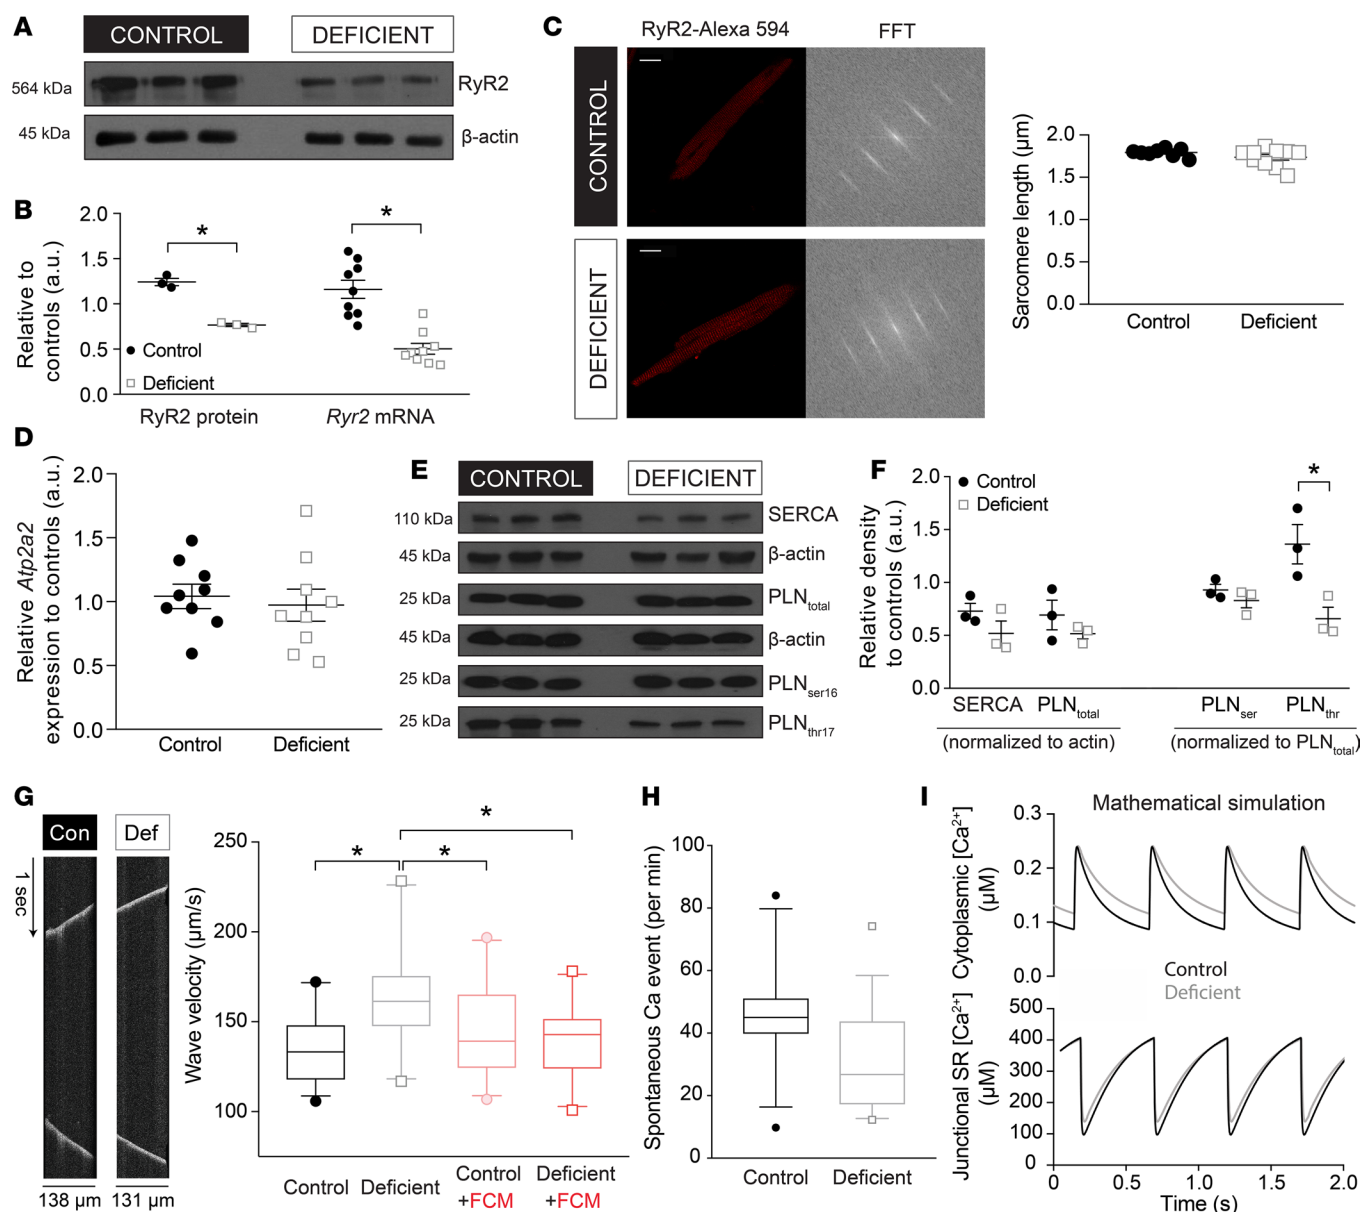 A
CONTROL
DEFICIENT
564 kDa
RyR2
45 kDa
β-actin
B
Relative to
controls (a.u.)
2.0
1.5
1.0
0.5
0.0
*
*
Control
Deficient
RyR2 protein
Ryr2 mRNA
C
RyR2-Alexa 594
FFT
CONTROL
DEFICIENT
Sarcomere length (µm)
2.0
1.0
0.0
Control
Deficient
D
Relative Atp2a2
expression to controls (a.u.)
2.0
1.5
1.0
0.5
0.0
Control
Deficient
E
CONTROL
DEFICIENT
110 kDa
SERCA
45 kDa
β-actin
25 kDa
PLNtotal
45 kDa
β-actin
25 kDa
PLNser16
25 kDa
PLNthr17
F
Relative density
to controls (a.u.)
2.0
1.5
1.0
0.5
0.0
Control
Deficient
*
SERCA
PLNtotal
PLNser
PLNthr
(normalized to actin)
(normalized to PLNtotal)
G
Con
Def
1 sec
138 µm
131 µm
Wave velocity (µm/s)
250
200
150
100
*
*
*
Control
Deficient
Control
+FCM
Deficient
+FCM
H
Spontaneous Ca event (per min)
100
80
60
40
20
0
Control
Deficient
I
Mathematical simulation
Cytoplasmic [Ca2+]
(µM)
0.3
0.2
0.1
0.0
Control
Deficient
Junctional SR [Ca2+]
(µM)
500
400
300
200
100
0
0
0.5
1.0
1.5
2.0
Time (s)